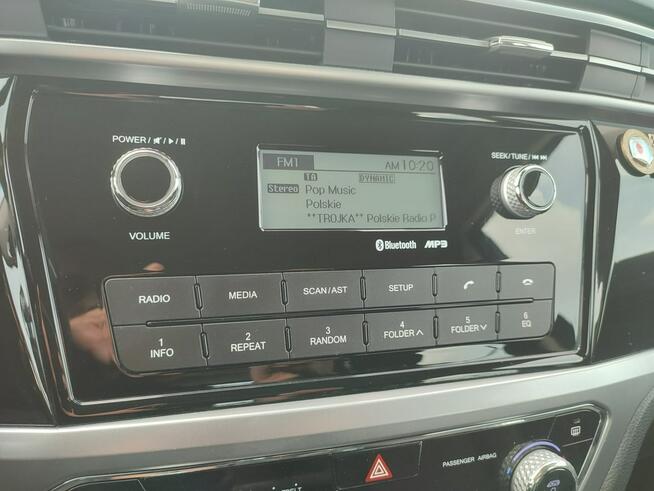 POWER / / /
VOLUME
FM1 AM 10:20
TA DYNAMIC
Stereo Pop Music
Polskie
**TROJKA** Polskie Radio P
Bluetooth MP3
SEEK/TUNE/
ENTER
RADIO MEDIA SCAN/AST SETUP
1 INFO
2 REPEAT
3 RANDOM
4 FOLDER
5 FOLDER
6 EQ
PASSENGER AIRBAG